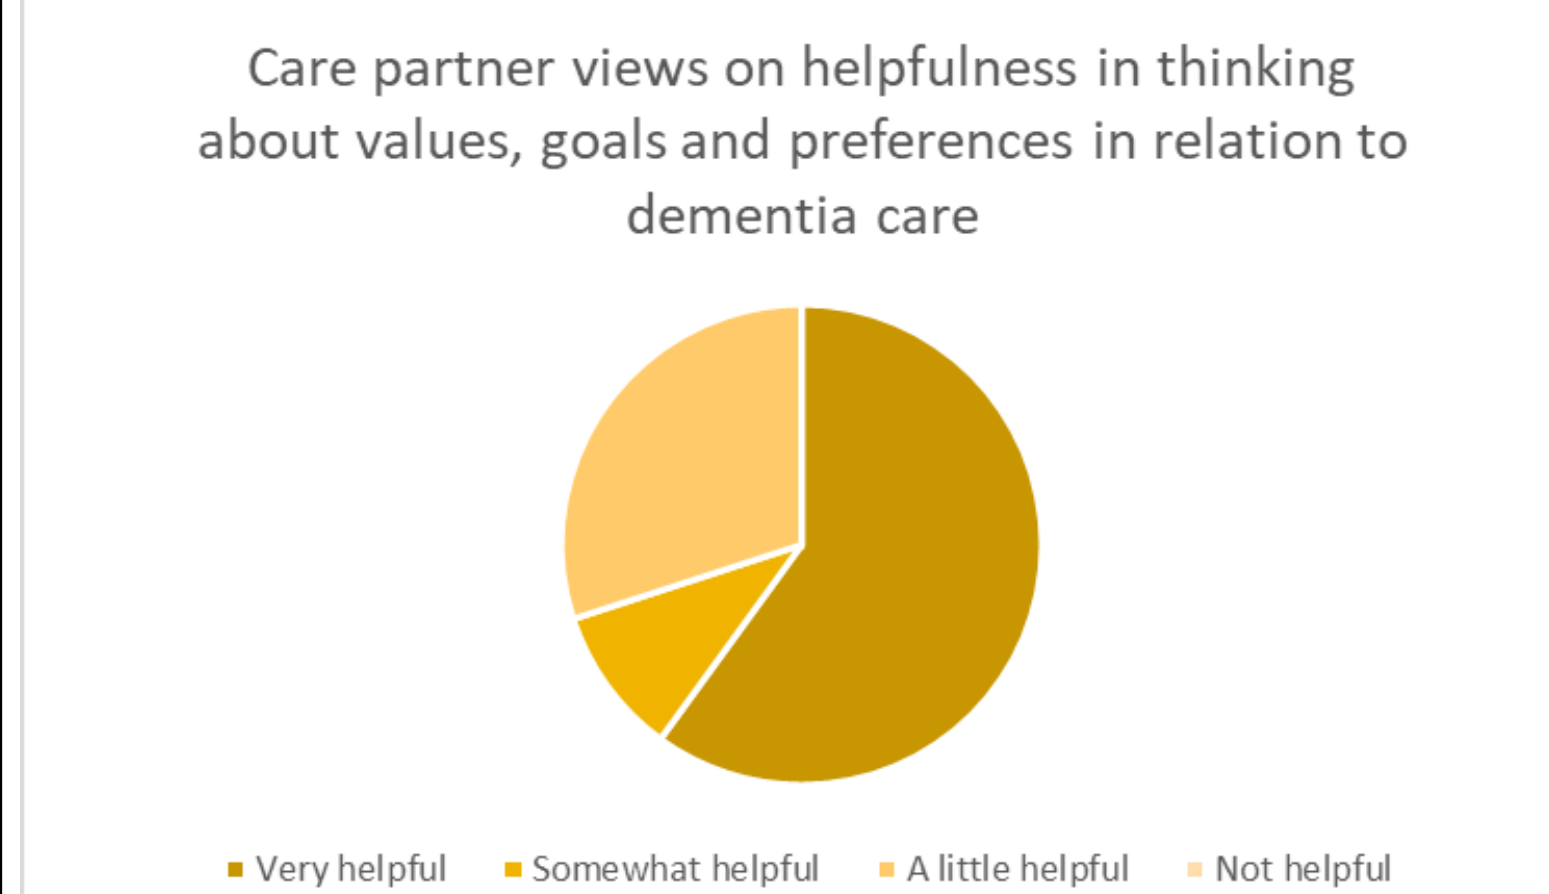 Care partner views on helpfulness in thinking
about values, goals and preferences in relation to
dementia care
Very helpful Somewhat helpful A little helpful Not helpful